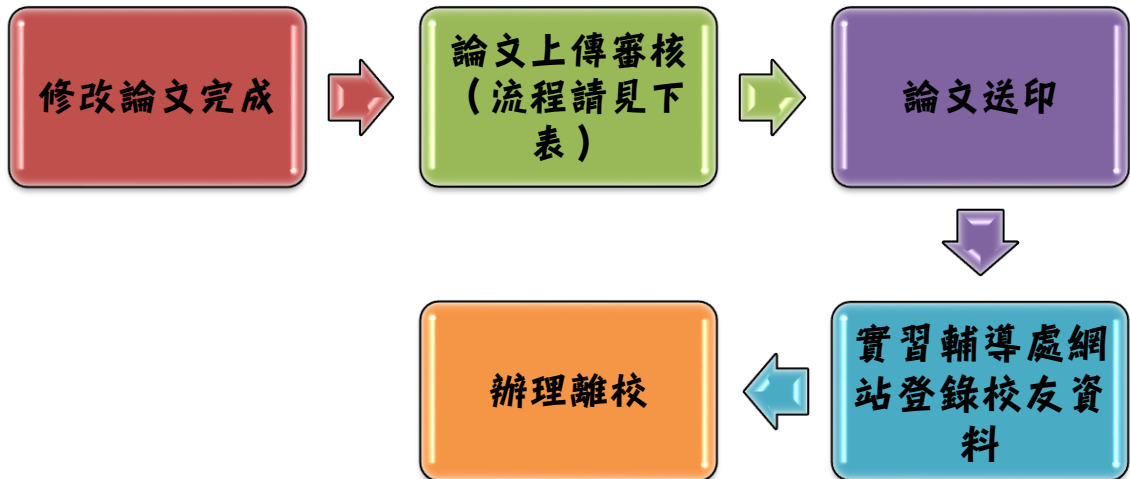 修改論文完成
論文上傳審核
（流程請見下
表）
論文送印
實習輔導處網
站登錄校友資
料
辦理離校